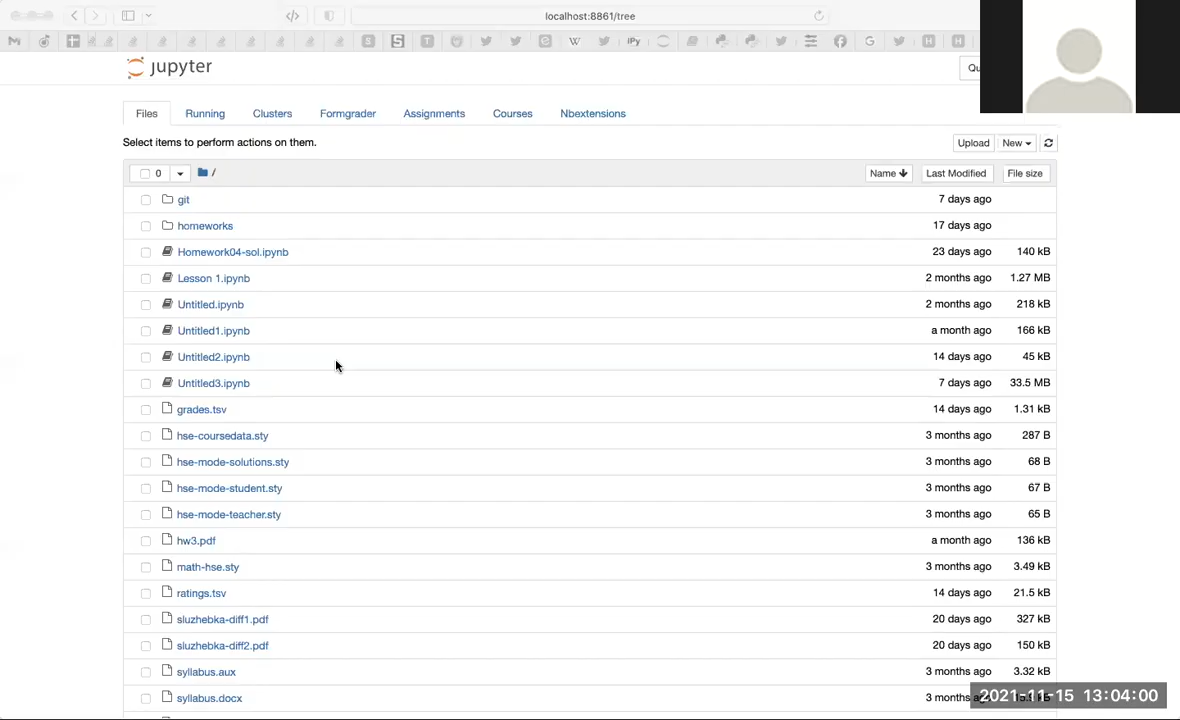 localhost:8861/tree
jupyter
Files Running Clusters Formgrader Assignments Courses Nbextensions
Select items to perform actions on them.
Upload New
0 / Name Last Modified File size
git 7 days ago
homeworks 17 days ago
Homework04-sol.ipynb 23 days ago 140 kB
Lesson 1.ipynb 2 months ago 1.27 MB
Untitled.ipynb 2 months ago 218 kB
Untitled1.ipynb a month ago 166 kB
Untitled2.ipynb 14 days ago 45 kB
Untitled3.ipynb 7 days ago 33.5 MB
grades.tsv 14 days ago 1.31 kB
hse-coursedata.sty 3 months ago 287 B
hse-mode-solutions.sty 3 months ago 68 B
hse-mode-student.sty 3 months ago 67 B
hse-mode-teacher.sty 3 months ago 65 B
hw3.pdf a month ago 136 kB
math-hse.sty 3 months ago 3.49 kB
ratings.tsv 14 days ago 21.5 kB
sluzhebka-diff1.pdf 20 days ago 327 kB
sluzhebka-diff2.pdf 20 days ago 150 kB
syllabus.aux 3 months ago 3.32 kB
syllabus.docx 3 months
2021-11-15 13:04:00